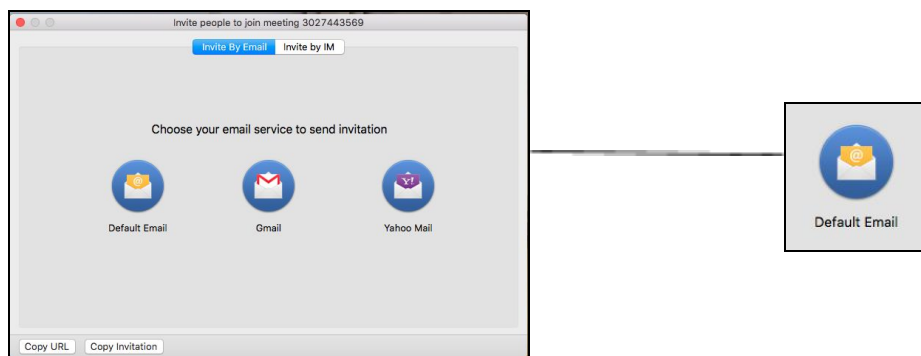 Invite people to join meeting 3027443569
Invite By Email Invite by IM
Choose your email service to send invitation
@ Y!
Default Email Gmail Yahoo Mail
Copy URL Copy Invitation
@
Default Email